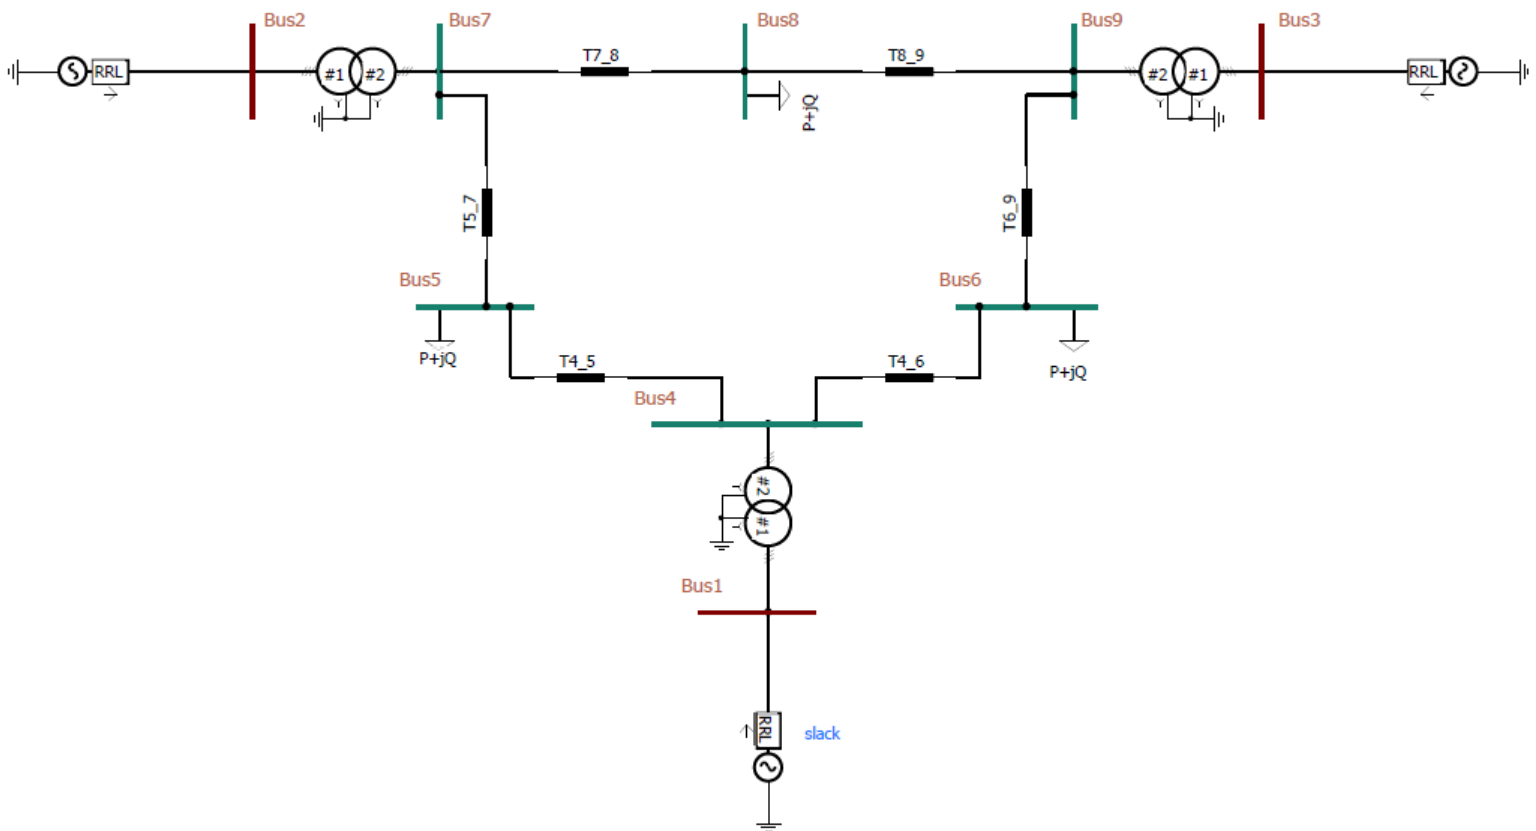 Bus2
Bus7
Bus8
Bus9
Bus3
T7_8
T8_9
RRL
#1
#2
#2
#1
RRL
P+jQ
T5_7
T6_9
Bus5
Bus6
P+jQ
T4_5
T4_6
P+jQ
Bus4
#2
#1
Bus1
RRL
slack